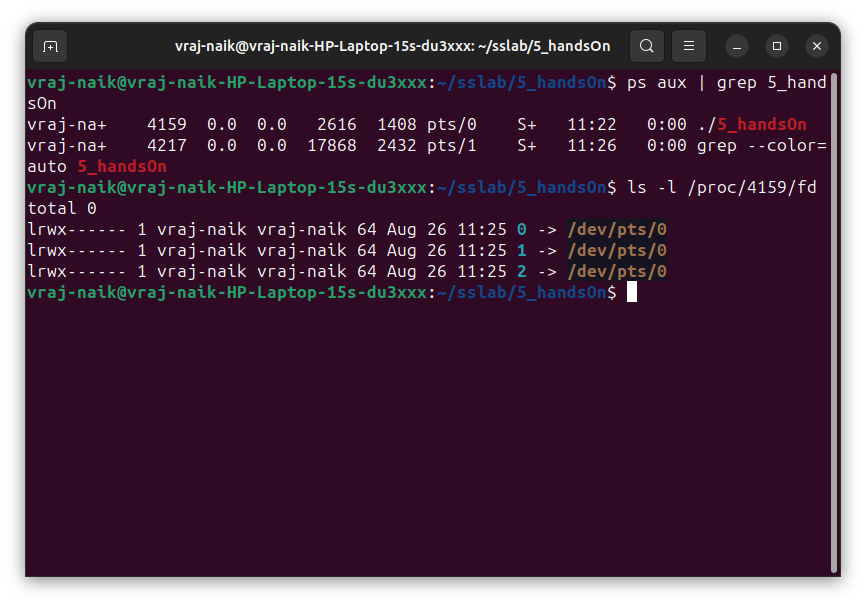 vraj-naik@vraj-naik-HP-Laptop-15s-du3xxx: ~/sslab/5_handsOn
vraj-naik@vraj-naik-HP-Laptop-15s-du3xxx:~/sslab/5_handsOn$ ps aux | grep 5_hand
sOn
vraj-na+    4159  0.0  0.0   2616  1408 pts/0    S+   11:22   0:00 ./5_handsOn
vraj-na+    4217  0.0  0.0  17868  2432 pts/1    S+   11:26   0:00 grep --color=
auto 5_handsOn
vraj-naik@vraj-naik-HP-Laptop-15s-du3xxx:~/sslab/5_handsOn$ ls -l /proc/4159/fd
total 0
lrwx------ 1 vraj-naik vraj-naik 64 Aug 26 11:25 0 -> /dev/pts/0
lrwx------ 1 vraj-naik vraj-naik 64 Aug 26 11:25 1 -> /dev/pts/0
lrwx------ 1 vraj-naik vraj-naik 64 Aug 26 11:25 2 -> /dev/pts/0
vraj-naik@vraj-naik-HP-Laptop-15s-du3xxx:~/sslab/5_handsOn$